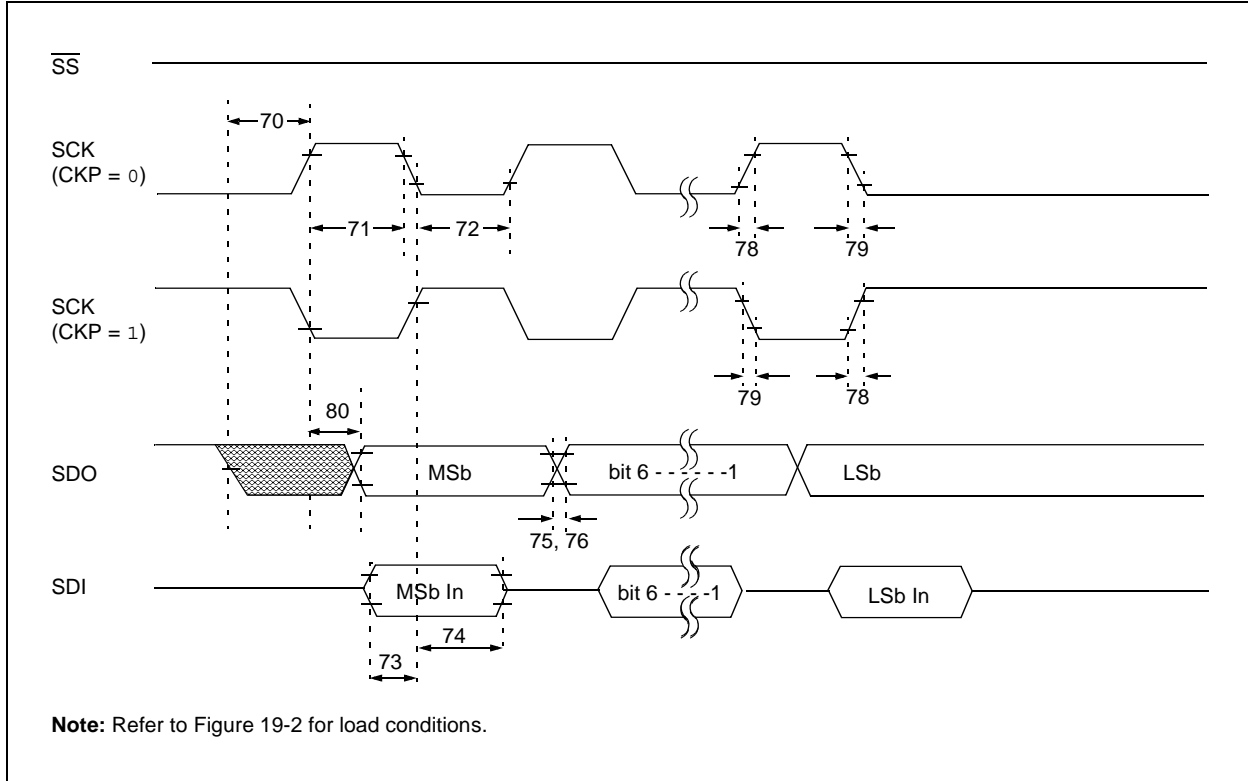 SS
70
SCK
(CKP = 0)
71
72
78
79
SCK
(CKP = 1)
79
78
80
SDO
MSb
bit 6 - - - - - - -1
LSb
75, 76
SDI
MSb In
bit 6 - - - - -1
LSb In
74
73
Note: Refer to Figure 19-2 for load conditions.